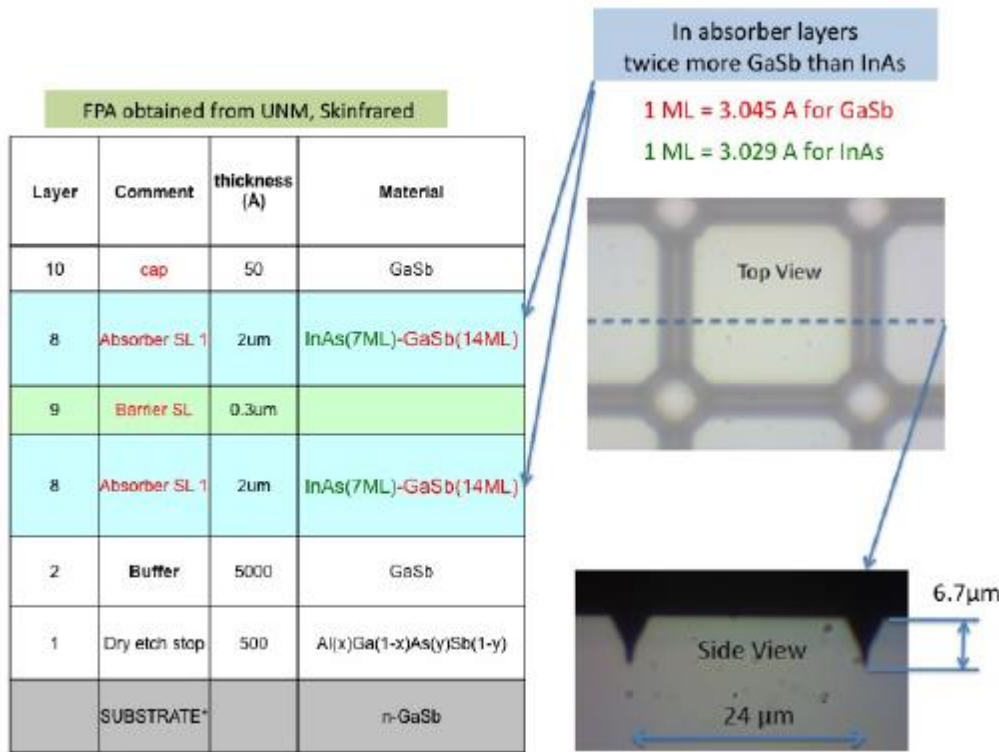 In absorber layers
twice more GaSb than InAs
FPA obtained from UNM, Skinfrared
1 ML = 3.045 A for GaSb
1 ML = 3.029 A for InAs
Layer Comment thickness (Å) Material
10 cap 50 GaSb
8 Absorber SL 1 2um InAs(7ML)-GaSb(14ML)
9 Barrier SL 0.3um
8 Absorber SL 1 2um InAs(7ML)-GaSb(14ML)
2 Buffer 5000 GaSb
1 Dry etch stop 500 Al(x)Ga(1-x)As(y)Sb(1-y)
SUBSTRATE* n-GaSb
Top View
6.7μm
Side View
24 μm